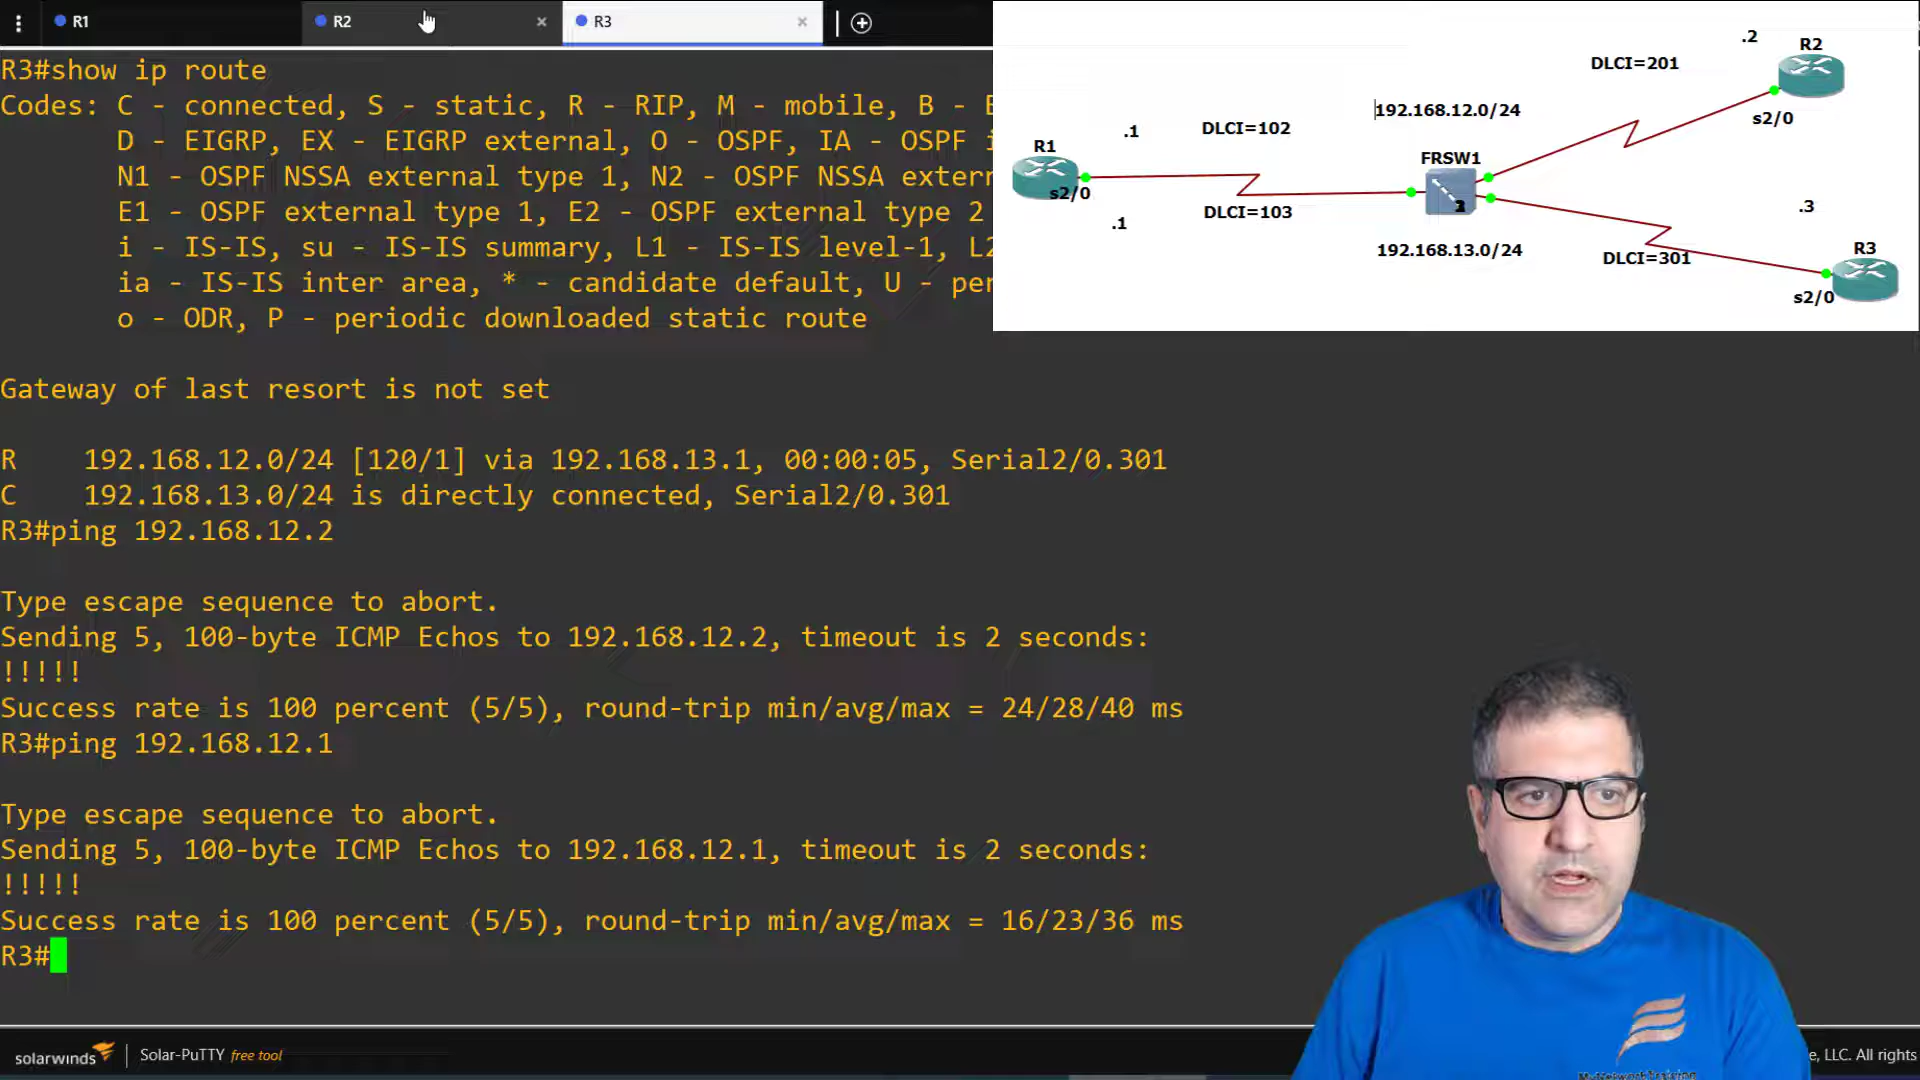 R1
R2
R3
R3#show ip route
Codes: C - connected, S - static, R - RIP, M - mobile, B -
D - EIGRP, EX - EIGRP external, O - OSPF, IA - OSPF
N1 - OSPF NSSA external type 1, N2 - OSPF NSSA
E1 - OSPF external type 1, E2 - OSPF external type 2
i - IS-IS, su - IS-IS summary, L1 - IS-IS level-1,
ia - IS-IS inter area, * - candidate default, U -
o - ODR, P - periodic downloaded static route
Gateway of last resort is not set
R 192.168.12.0/24 [120/1] via 192.168.13.1, 00:00:05, Serial2/0.301
C 192.168.13.0/24 is directly connected, Serial2/0.301
R3#ping 192.168.12.2
Type escape sequence to abort.
Sending 5, 100-byte ICMP Echos to 192.168.12.2, timeout is 2 seconds:
!!!!!
Success rate is 100 percent (5/5), round-trip min/avg/max = 24/28/40 ms
R3#ping 192.168.12.1
Type escape sequence to abort.
Sending 5, 100-byte ICMP Echos to 192.168.12.1, timeout is 2 seconds:
!!!!!
Success rate is 100 percent (5/5), round-trip min/avg/max = 16/23/36 ms
R3#
.2
R2
DLCI=201
192.168.12.0/24
s2/0
.1
DLCI=102
R1
FRSW1
s2/0
DLCI=103
.3
.1
192.168.13.0/24
DLCI=301
R3
s2/0
solarwinds
Solar-PuTTY free tool
e, LLC. All rights